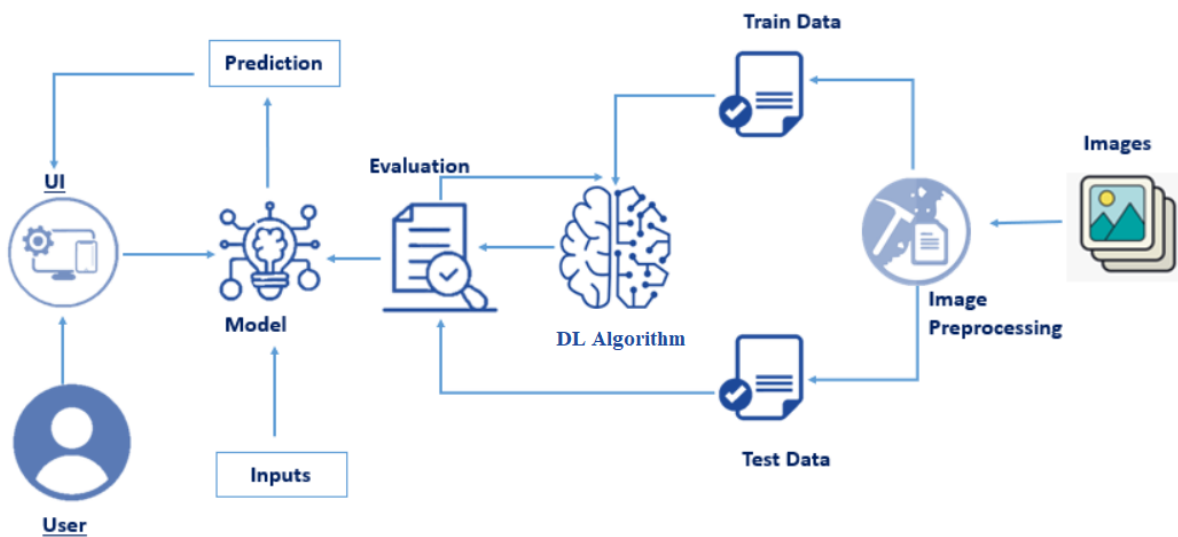 Train Data
Prediction
Images
Evaluation
UI
Image
Preprocessing
Model
DL Algorithm
Test Data
Inputs
User